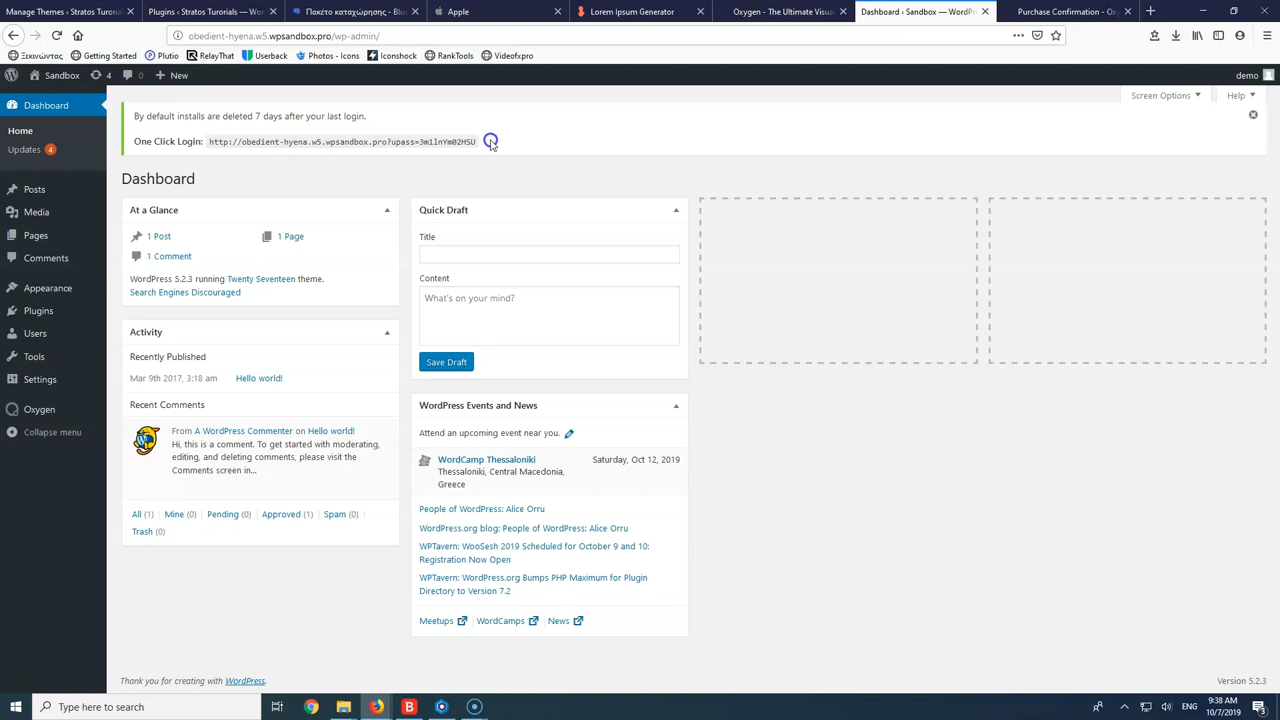 Manage Themes ‹ Stratos Turorials
Plugins ‹ Stratos Turorials — W
Πακέτο καταχώρησης - Blue
Apple
Lorem Ipsum Generator
Oxygen - The Ultimate Visual
Dashboard ‹ Sandbox — WordPr
Purchase Confirmation - Ox
obedient-hyena.w5.wpsandbox.pro/wp-admin/
Ξεκινώντας Getting Started Plutio RelayThat Userback Photos - Icons Iconshock RankTools Videofxpro
Sandbox 4 0 New demo
Dashboard
Home
Updates 4
Posts
Media
Pages
Comments
Appearance
Plugins
Users
Tools
Settings
Oxygen
Collapse menu
Screen Options Help
By default installs are deleted 7 days after your last login.
One Click Login: http://obedient-hyena.w5.wpsandbox.pro?upass=3m1lnYm02HSU
Dashboard
At a Glance
1 Post 1 Page
1 Comment
WordPress 5.2.3 running Twenty Seventeen theme.
Search Engines Discouraged
Activity
Recently Published
Mar 9th 2017, 3:18 am Hello world!
Recent Comments
From A WordPress Commenter on Hello world!
Hi, this is a comment. To get started with moderating,
editing, and deleting comments, please visit the
Comments screen in…
All (1) Mine (0) Pending (0) Approved (1) Spam (0)
Trash (0)
Quick Draft
Title
Content
What's on your mind?
Save Draft
WordPress Events and News
Attend an upcoming event near you.
WordCamp Thessaloniki Saturday, Oct 12, 2019
Thessaloniki, Central Macedonia,
Greece
People of WordPress: Alice Orru
WordPress.org blog: People of WordPress: Alice Orru
WPTavern: WooSesh 2019 Scheduled for October 9 and 10:
Registration Now Open
WPTavern: WordPress.org Bumps PHP Maximum for Plugin
Directory to Version 7.2
Meetups WordCamps News
Thank you for creating with WordPress. Version 5.2.3
Type here to search
ENG
9:38 AM
10/7/2019
3